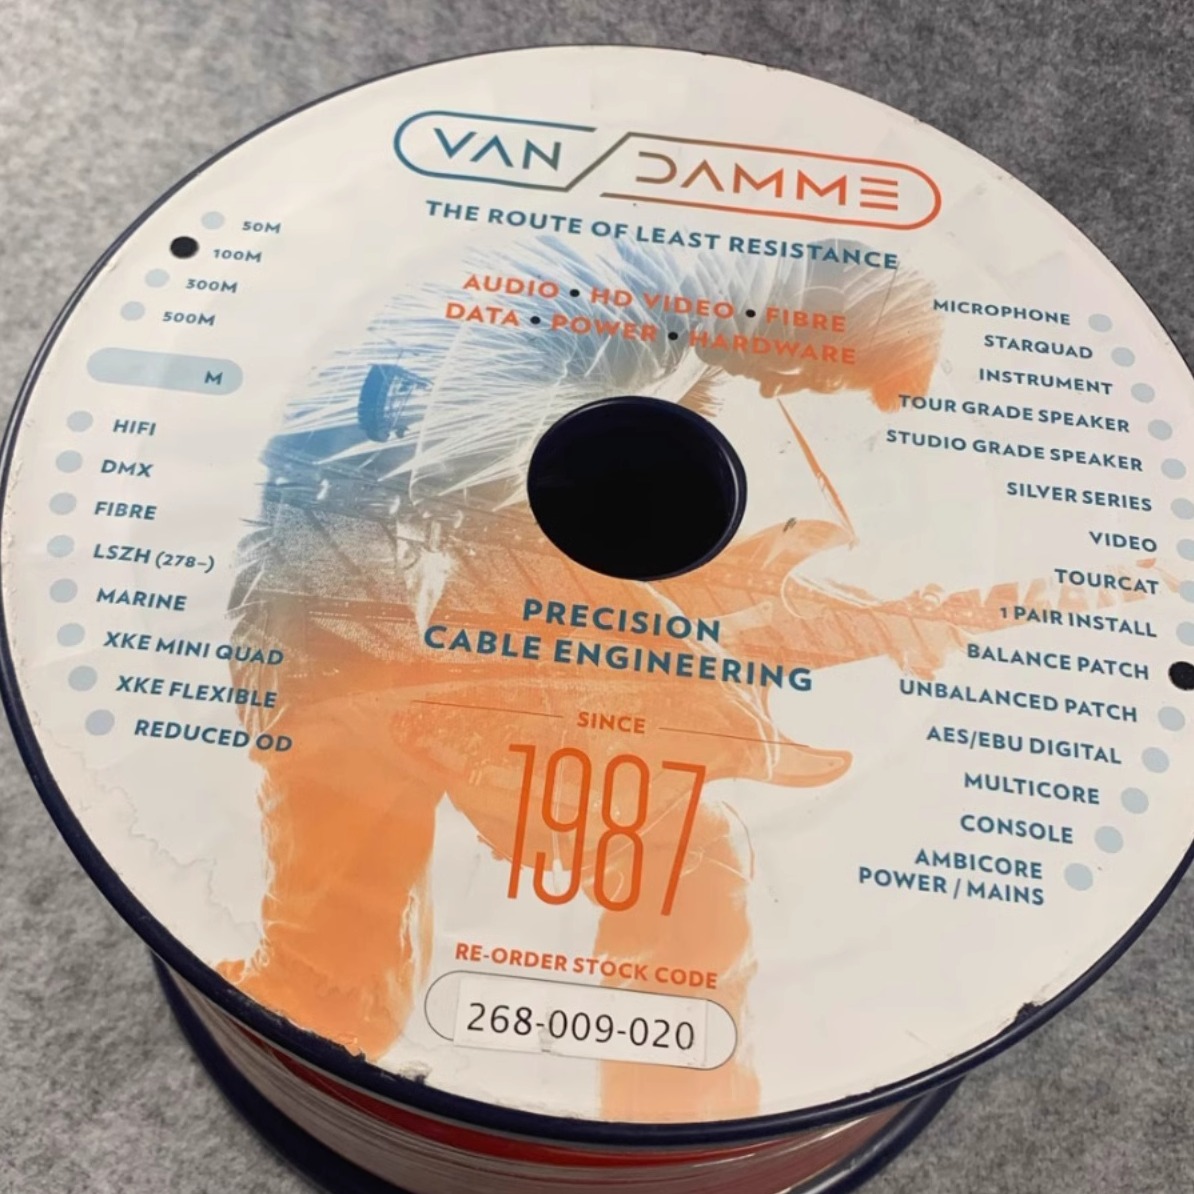 VAN DAMME
THE ROUTE OF LEAST RESISTANCE
AUDIO • HD VIDEO • FIBRE
DATA • POWER • HARDWARE
50M
100M
300M
500M
M
HIFI
DMX
FIBRE
LSZH (278-)
MARINE
XKE MINI QUAD
XKE FLEXIBLE
REDUCED OD
MICROPHONE
STARQUAD
INSTRUMENT
TOUR GRADE SPEAKER
STUDIO GRADE SPEAKER
SILVER SERIES
VIDEO
TOURCAT
1 PAIR INSTALL
BALANCE PATCH
UNBALANCED PATCH
AES/EBU DIGITAL
MULTICORE
CONSOLE
AMBICORE
POWER / MAINS
PRECISION
CABLE ENGINEERING
SINCE
1987
RE-ORDER STOCK CODE
268-009-020